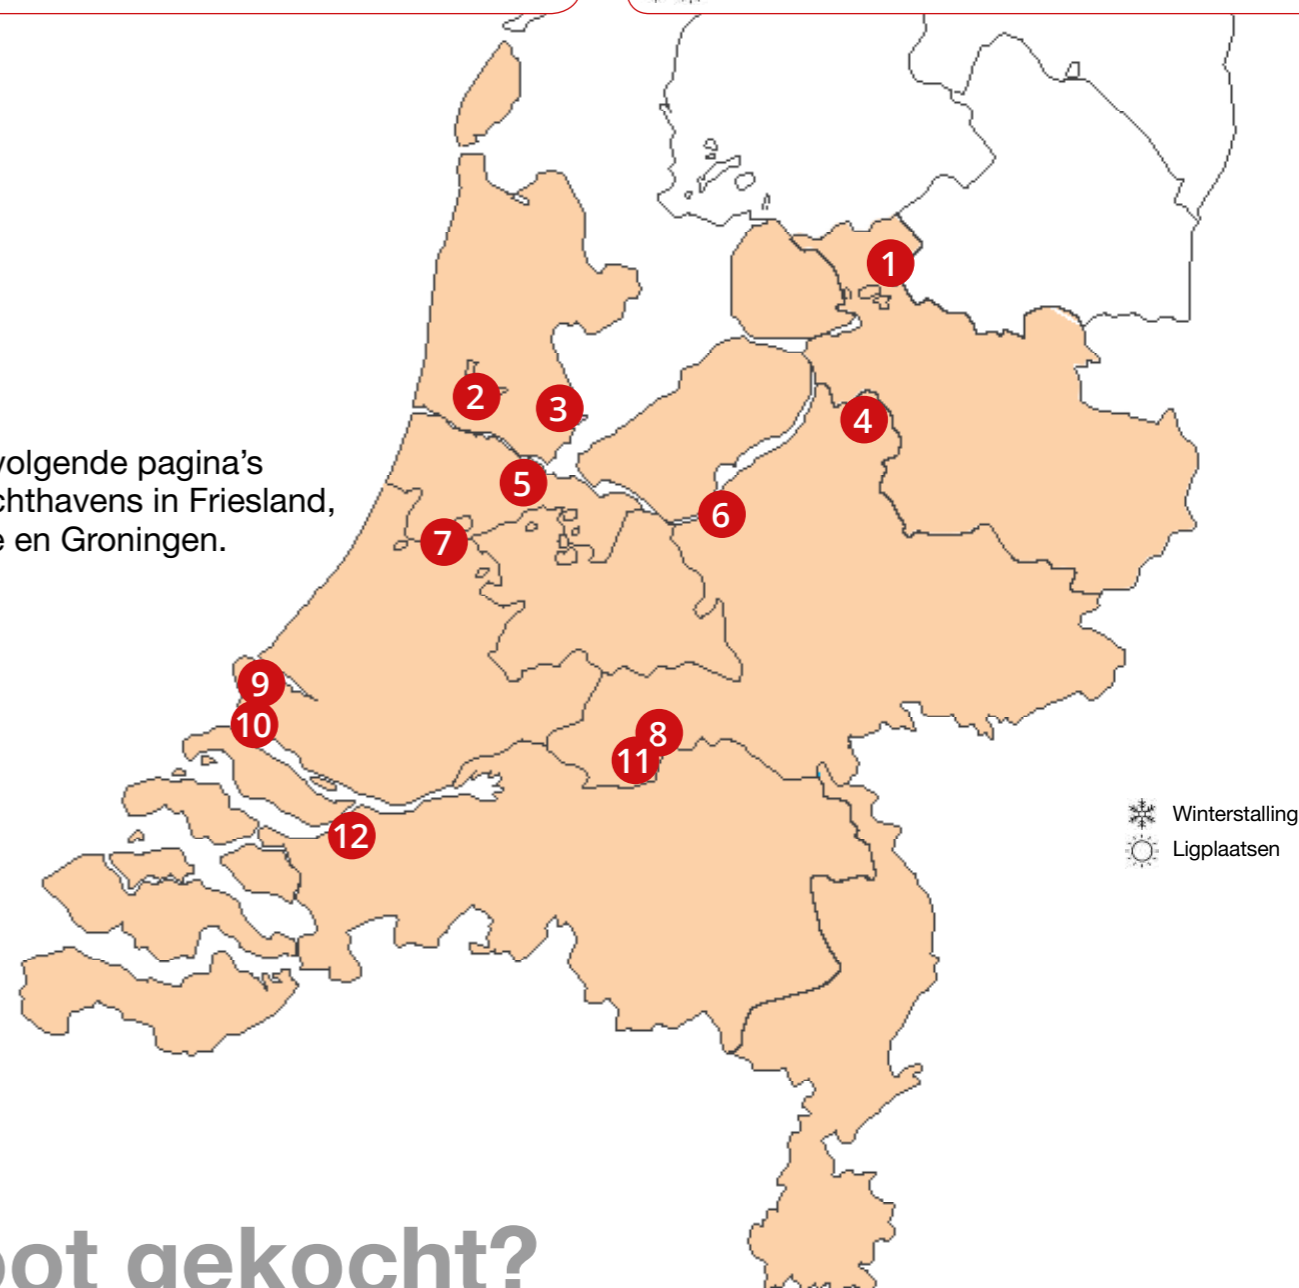 1
2
3
4
volgende pagina’s
chthavens in Friesland,
e en Groningen.
5
6
7
9
10
8
11
12
Winterstalling
Ligplaatsen
oot gekocht?